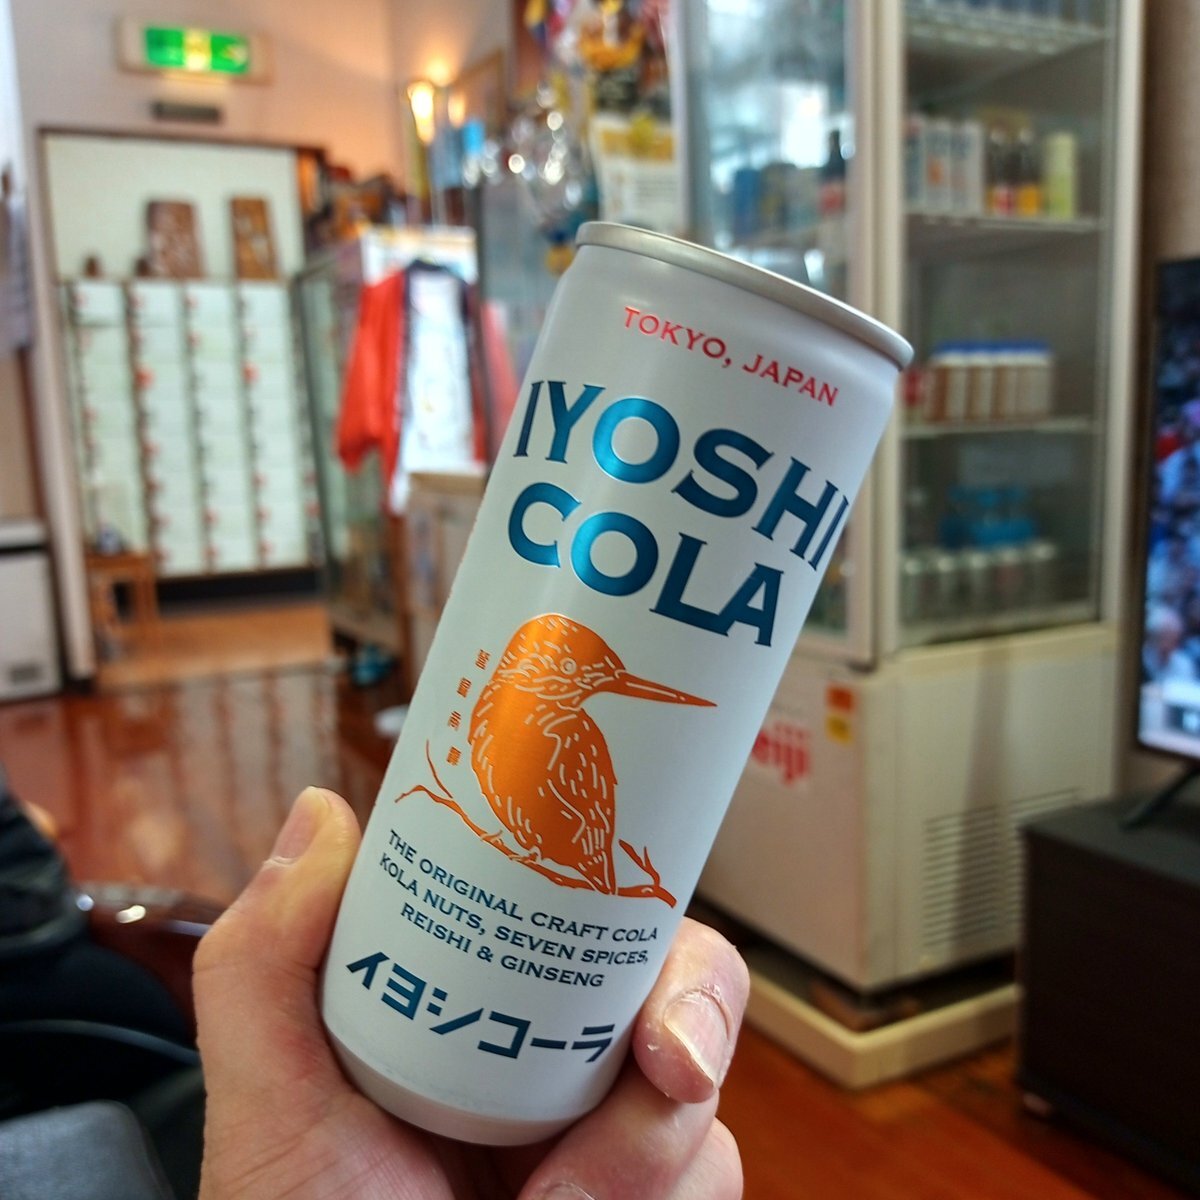 TOKYO, JAPAN
IYOSHI
COLA
THE ORIGINAL CRAFT COLA
KOLA NUTS, SEVEN SPICES,
REISHI & GINSENG
イヨシコーラ
meiji